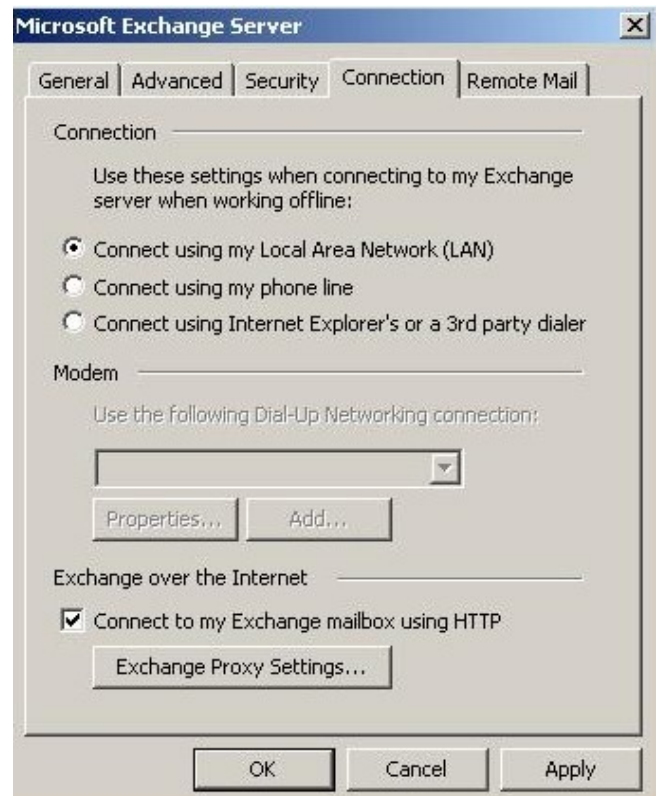 Microsoft Exchange Server
General Advanced Security Connection Remote Mail
Connection
Use these settings when connecting to my Exchange
server when working offline:
Connect using my Local Area Network (LAN)
Connect using my phone line
Connect using Internet Explorer's or a 3rd party dialer
Modem
Use the following Dial-Up Networking connection:
Properties... Add...
Exchange over the Internet
Connect to my Exchange mailbox using HTTP
Exchange Proxy Settings...
OK Cancel Apply